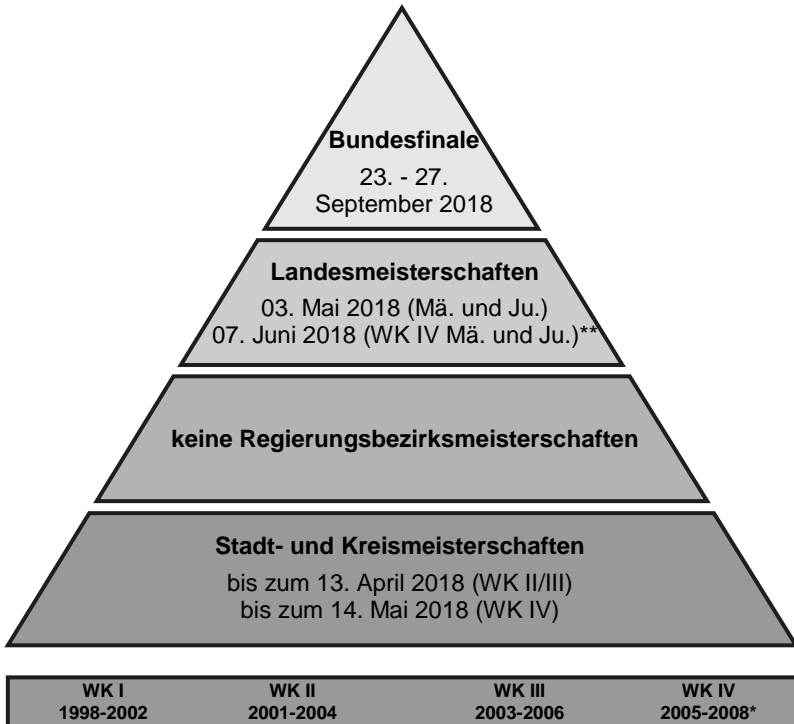 Bundesfinale
23. - 27.
September 2018
Landesmeisterschaften
03. Mai 2018 (Mä. und Ju.)
07. Juni 2018 (WK IV Mä. und Ju.)**
keine Regierungsbezirksmeisterschaften
Stadt- und Kreismeisterschaften
bis zum 13. April 2018 (WK II/III)
bis zum 14. Mai 2018 (WK IV)
WK I WK II WK III WK IV
1998-2002 2001-2004 2003-2006 2005-2008*